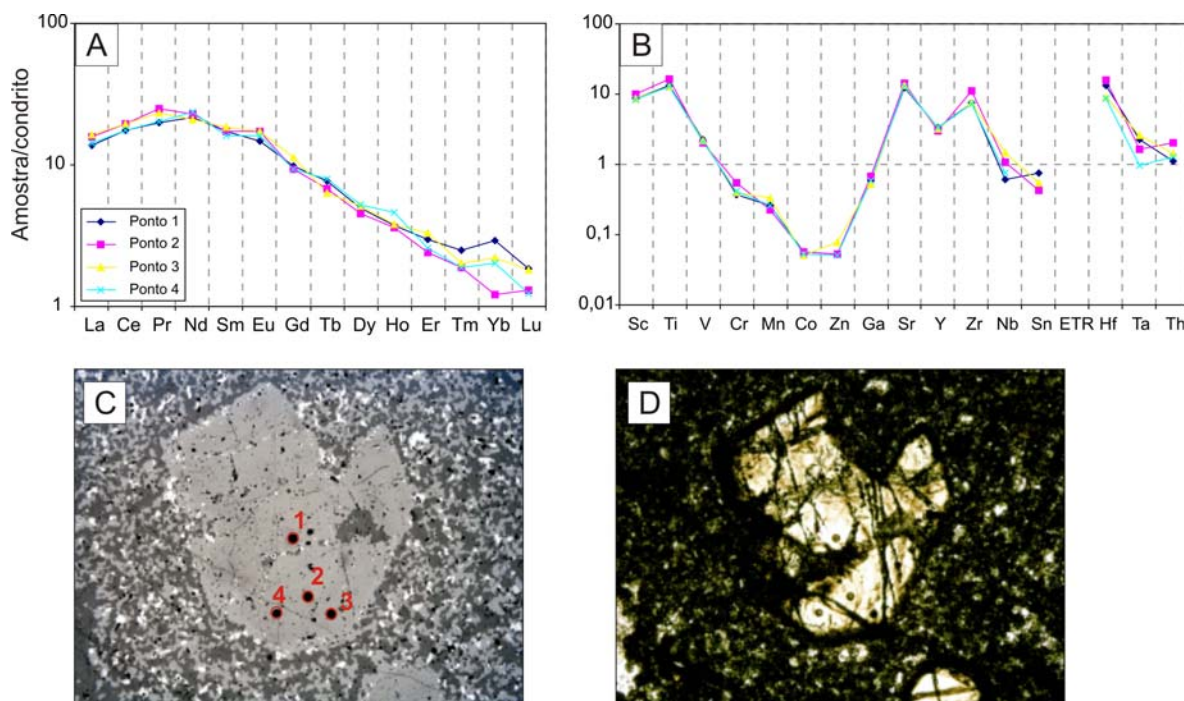 A
100
10
1
Amostra/condrito
Ponto 1
Ponto 2
Ponto 3
Ponto 4
La Ce Pr Nd Sm Eu Gd Tb Dy Ho Er Tm Yb Lu
B
100
10
1
0,1
0,01
Sc Ti V Cr Mn Co Zn Ga Sr Y Zr Nb Sn ETR Hf Ta Th
C
1
2
4
3
D